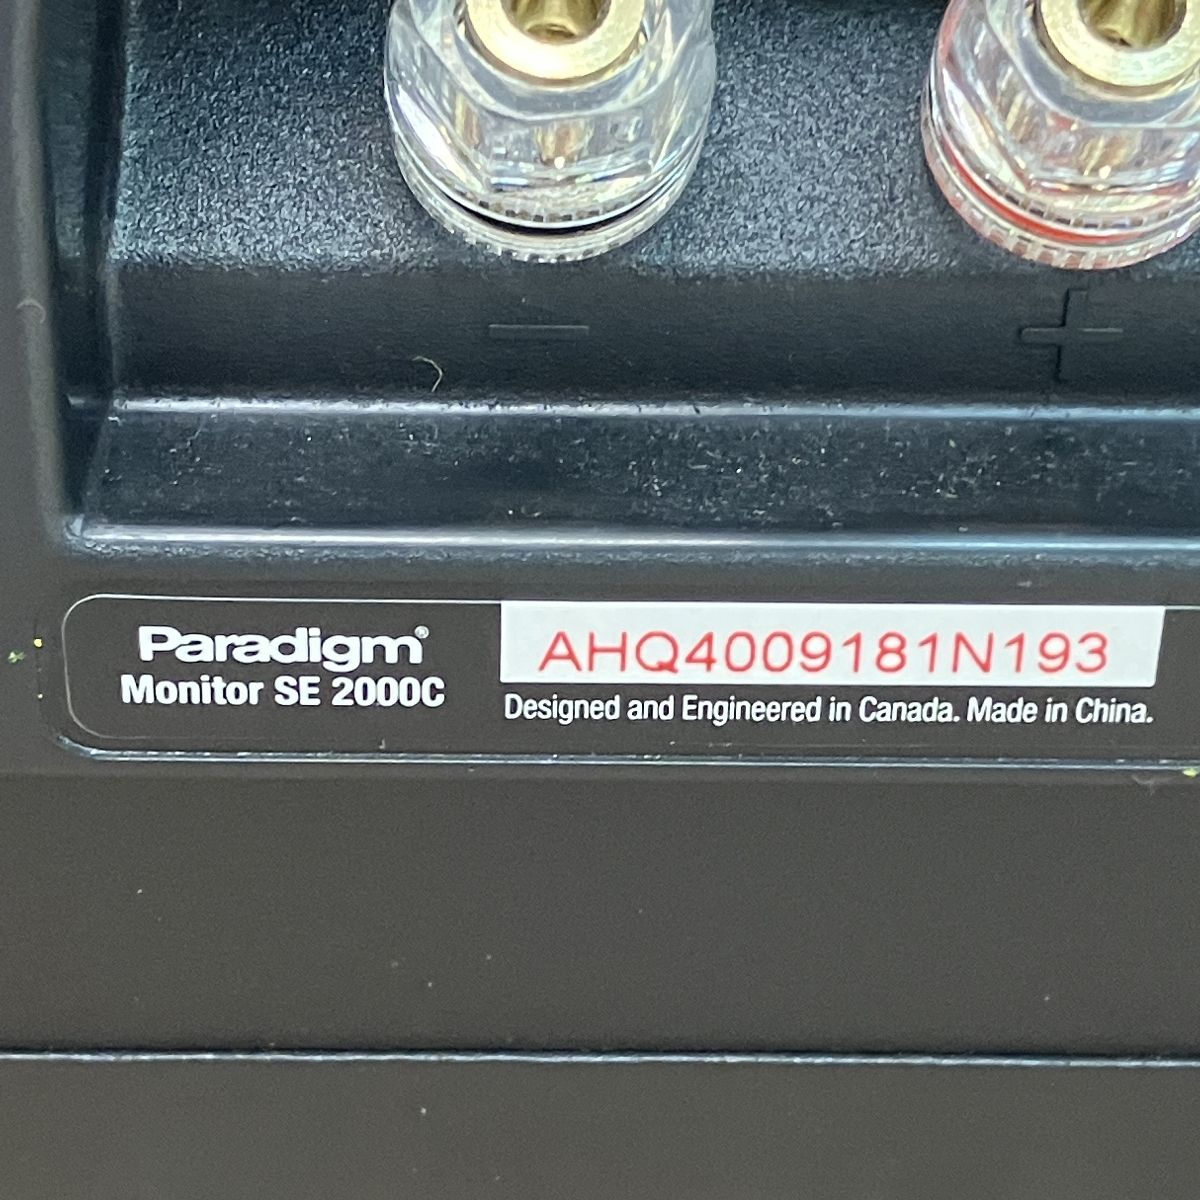 − +
Paradigm®
Monitor SE 2000C
AHQ4009181N193
Designed and Engineered in Canada. Made in China.